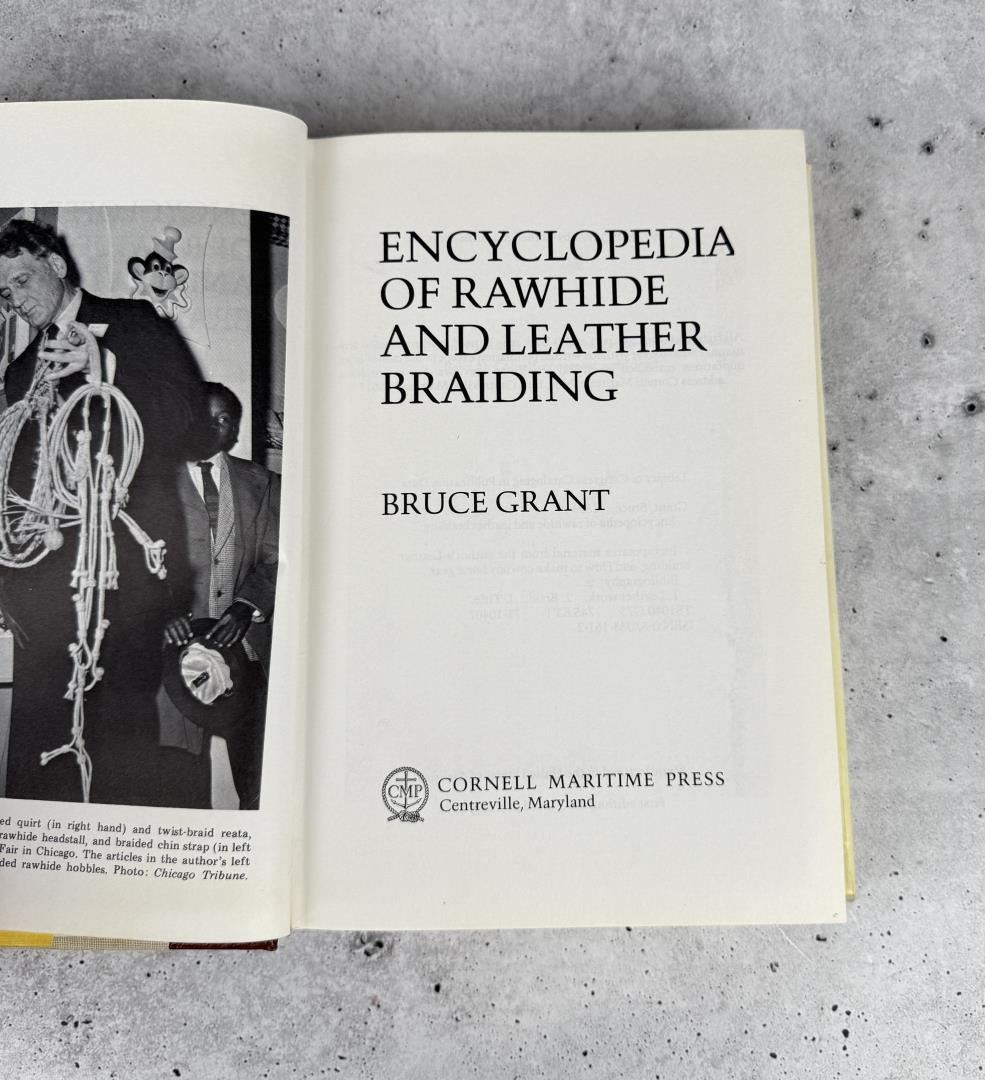 ed quirt (in right hand) and twist-braid reata,
rawhide headstall, and braided chin strap (in left
Fair in Chicago. The articles in the author's left
ded rawhide hobbles. Photo: Chicago Tribune.
ENCYCLOPEDIA
OF RAWHIDE
AND LEATHER
BRAIDING
BRUCE GRANT
CMP
CORNELL MARITIME PRESS
Centreville, Maryland